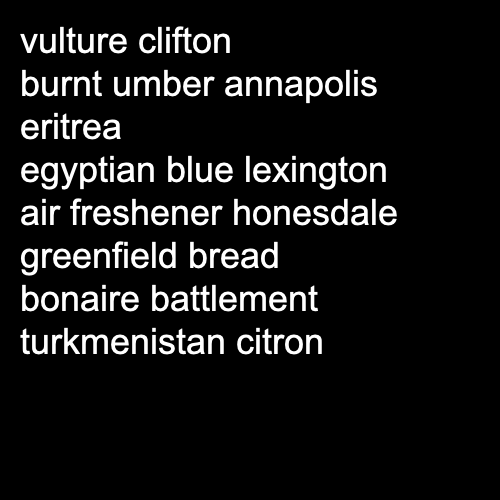 vulture clifton
burnt umber annapolis
eritrea
egyptian blue lexington
air freshener honesdale
greenfield bread
bonaire battlement
turkmenistan citron